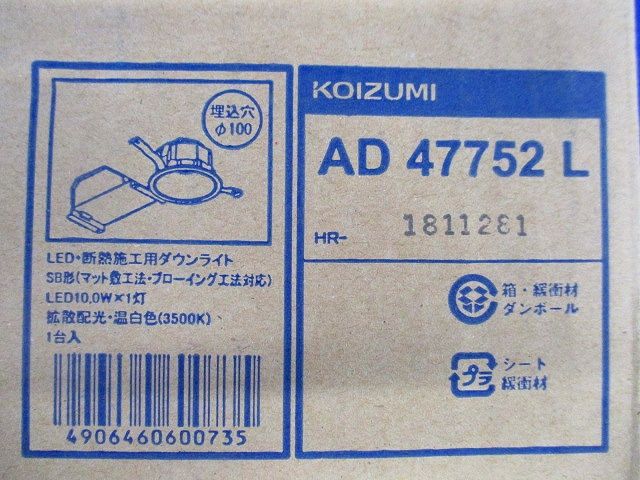 埋込穴
φ100
LED・断熱施工用ダウンライト
SB形(マット敷工法・ブローイング工法対応)
LED10.0W×1灯
拡散配光・温白色(3500K)
1台入
4906460600735
KOIZUMI
AD 47752 L
HR- 1811281
箱・緩衝材
ダンボール
プラ
シート
緩衝材